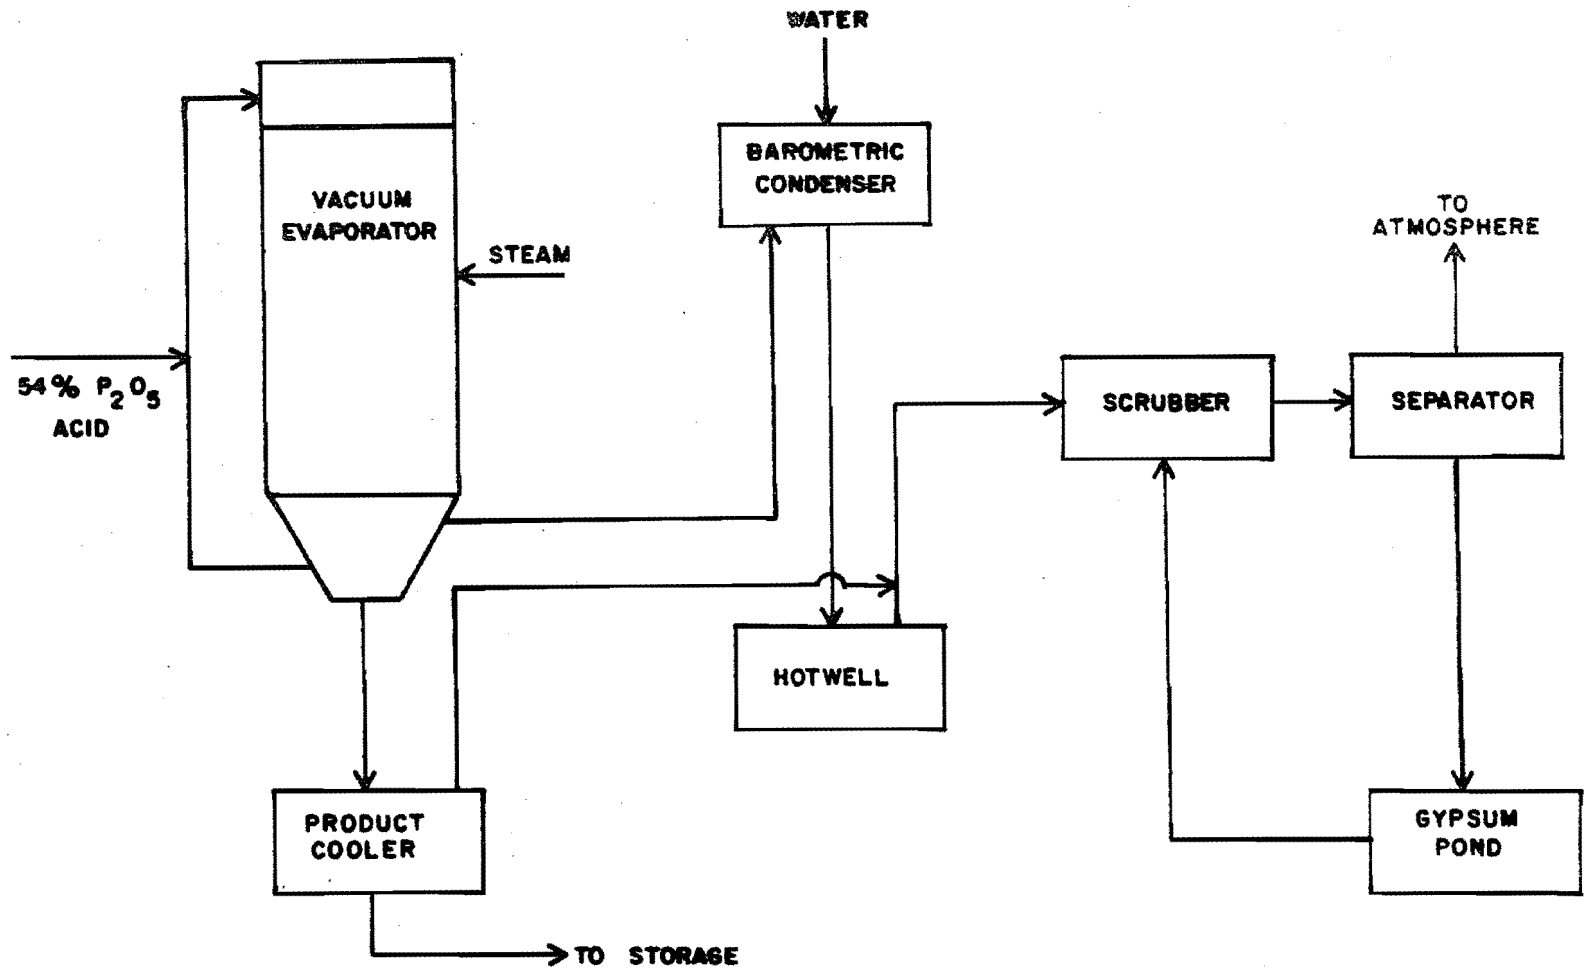 WATER
BAROMETRIC
CONDENSER
VACUUM
EVAPORATOR
STEAM
TO
ATMOSPHERE
54% P₂O₅
ACID
SCRUBBER
SEPARATOR
HOTWELL
PRODUCT
COOLER
GYPSUM
POND
TO STORAGE